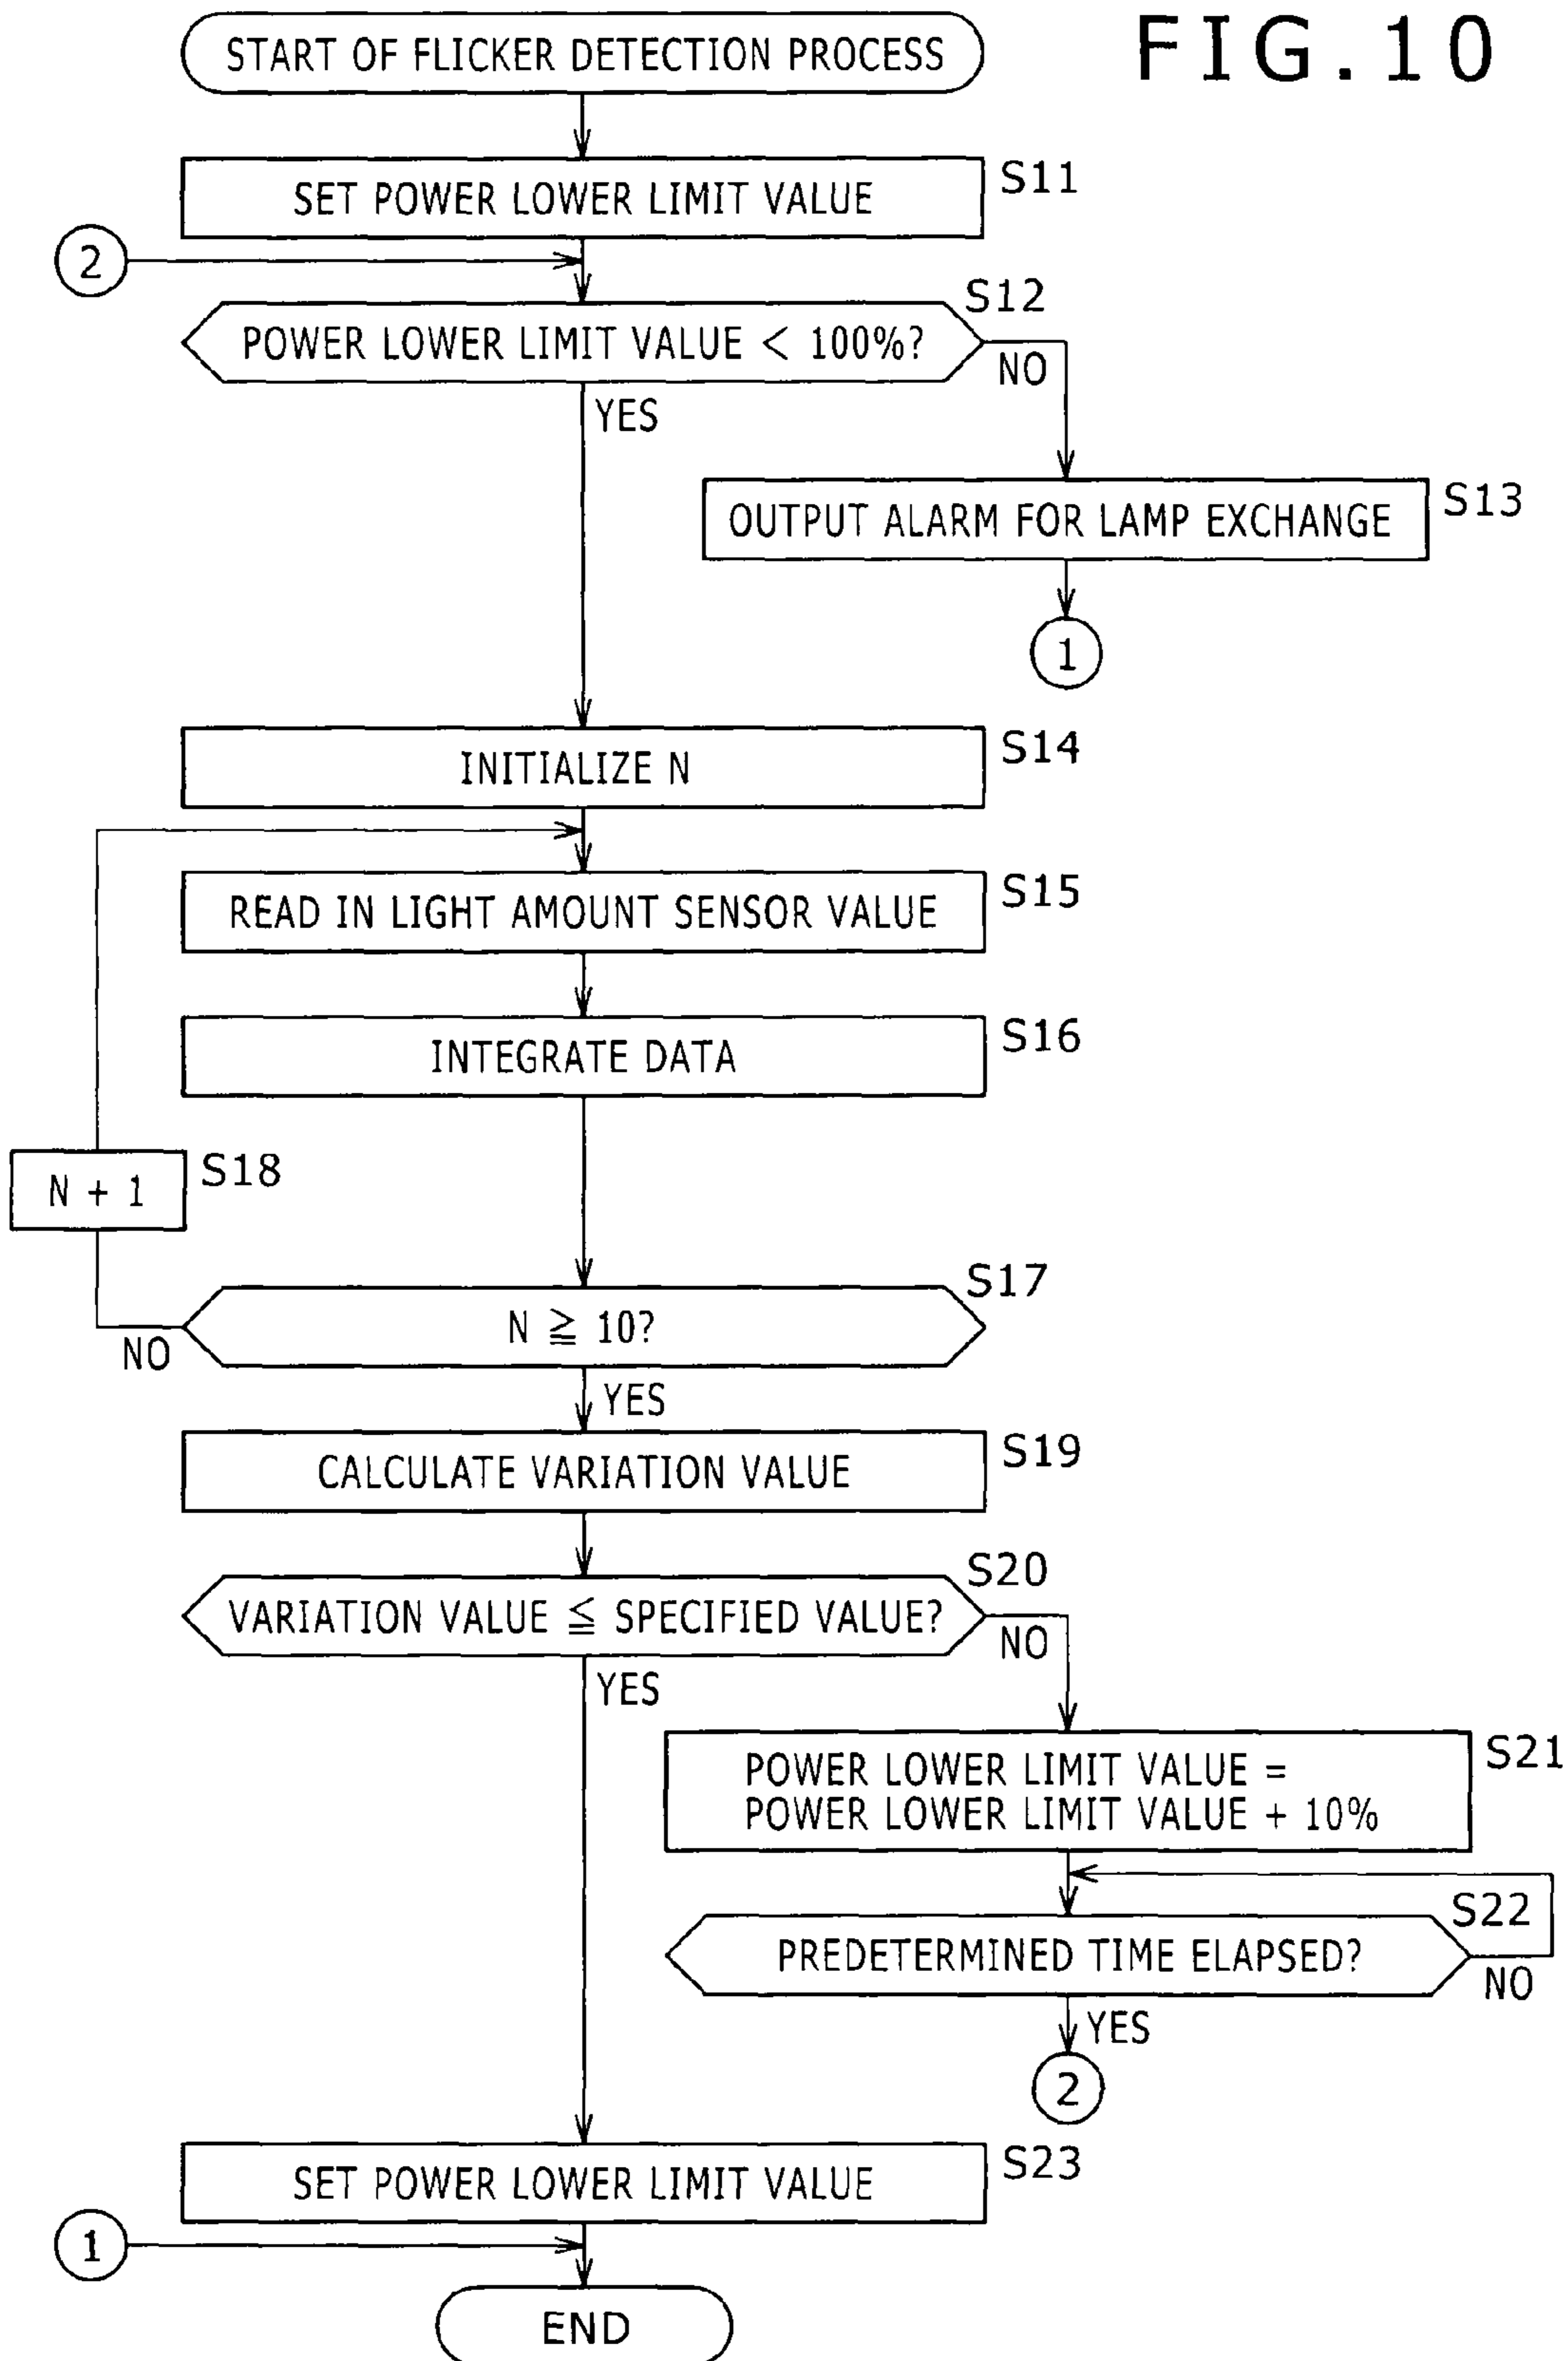 FIG.10
START OF FLICKER DETECTION PROCESS
SET POWER LOWER LIMIT VALUE
S11
2
POWER LOWER LIMIT VALUE < 100%?
S12
NO
YES
OUTPUT ALARM FOR LAMP EXCHANGE
S13
1
INITIALIZE N
S14
READ IN LIGHT AMOUNT SENSOR VALUE
S15
INTEGRATE DATA
S16
N + 1
S18
N ≧ 10?
S17
NO
YES
CALCULATE VARIATION VALUE
S19
VARIATION VALUE ≦ SPECIFIED VALUE?
S20
NO
YES
POWER LOWER LIMIT VALUE =
POWER LOWER LIMIT VALUE + 10%
S21
PREDETERMINED TIME ELAPSED?
S22
NO
YES
2
SET POWER LOWER LIMIT VALUE
S23
1
END